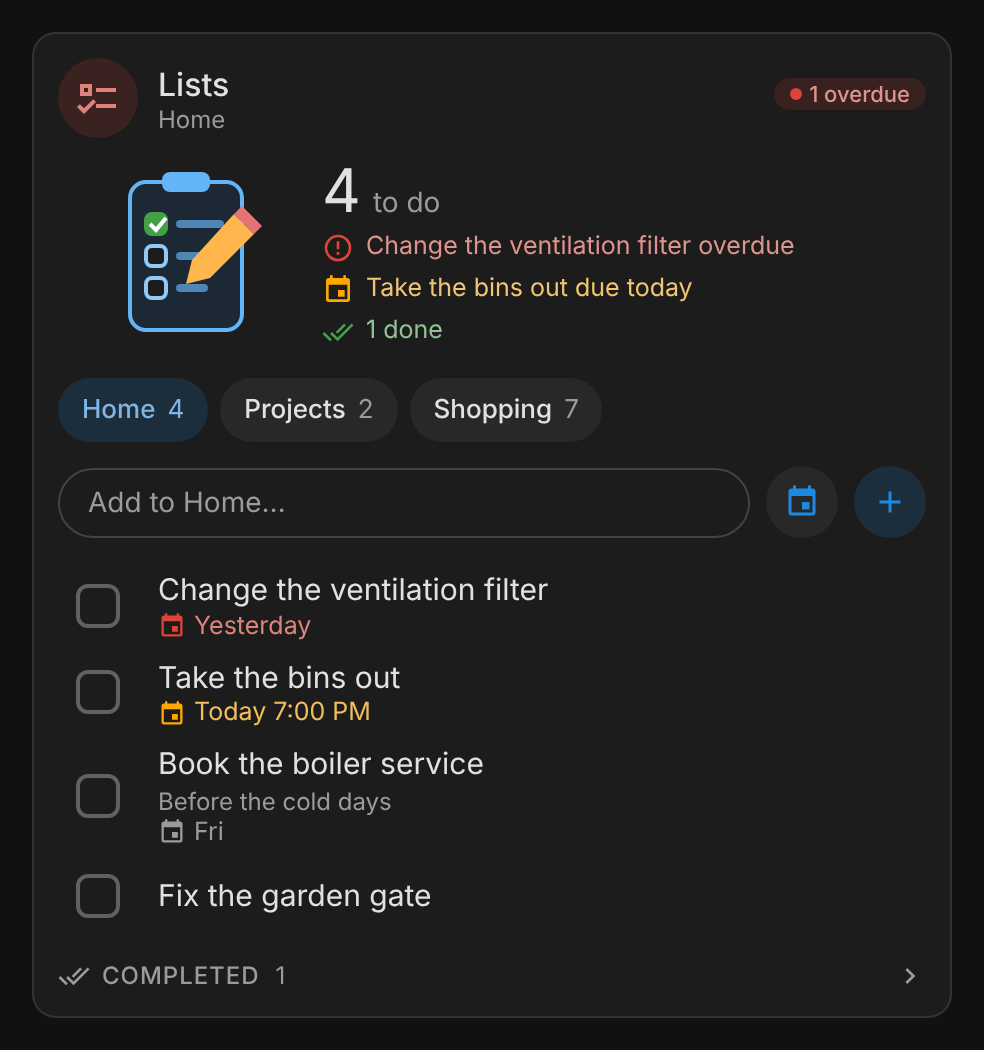 Lists
Home
1 overdue
4 to do
Change the ventilation filter overdue
Take the bins out due today
1 done
Home 4
Projects 2
Shopping 7
Add to Home...
Change the ventilation filter
Yesterday
Take the bins out
Today 7:00 PM
Book the boiler service
Before the cold days
Fri
Fix the garden gate
COMPLETED 1